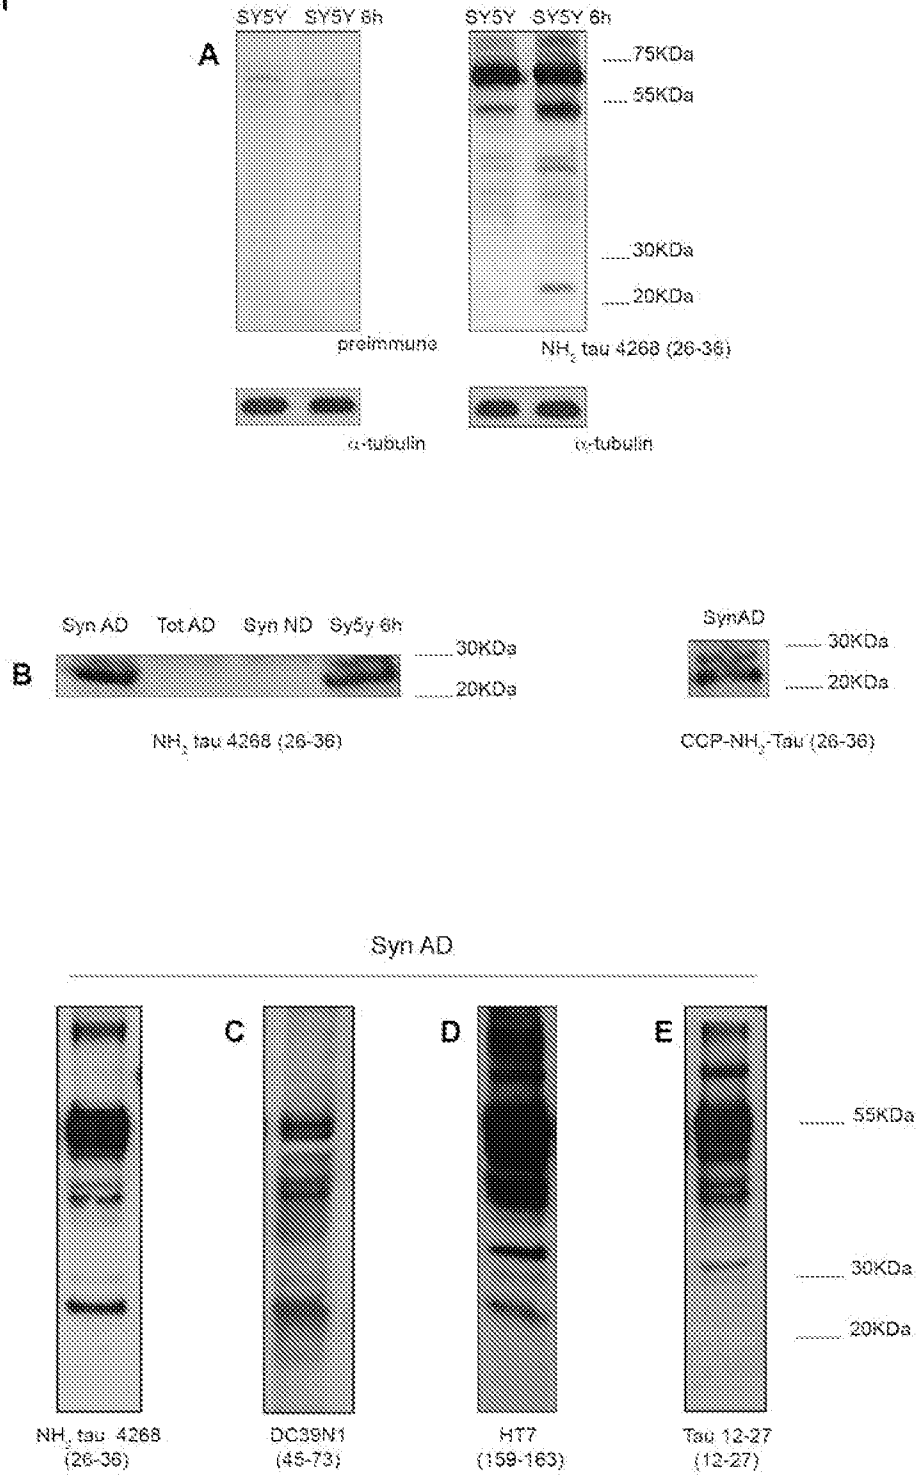 SY5Y SY5Y 6h
SY5Y SY5Y 6h
A
75KDa
55KDa
30KDa
20KDa
preimmune
NH2 tau 4268 (26-36)
α-tubulin
α-tubulin
Syn AD Tot AD Syn ND Sy5y 6h
SynAD
B
30KDa
20KDa
30KDa
20KDa
NH2 tau 4268 (26-36)
CCP-NH2-Tau (26-36)
Syn AD
C
D
E
55KDa
30KDa
20KDa
NH2 tau 4268
(26-36)
DC39N1
(45-73)
HT7
(159-163)
Tau 12-27
(12-27)